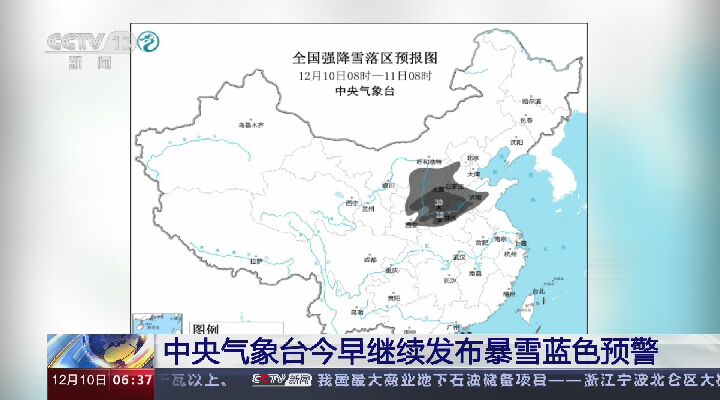 CCTV 13
新闻
全国强降雪落区预报图
12月10日08时—11日08时
中央气象台
哈尔滨
长春
乌鲁木齐
沈阳
呼和浩特
北京
天津
银川
石家庄
太原
济南
西宁
兰州
西安
拉萨
成都
重庆
武汉
合肥
南京
上海
杭州
南昌
长沙
贵阳
福州
台北
昆明
广州
图例
中央气象台今早继续发布暴雪蓝色预警
12月10日 06:37
千瓦以上。 CCTV 新闻 我国最大商业地下石油储备项目——浙江宁波北仑区大